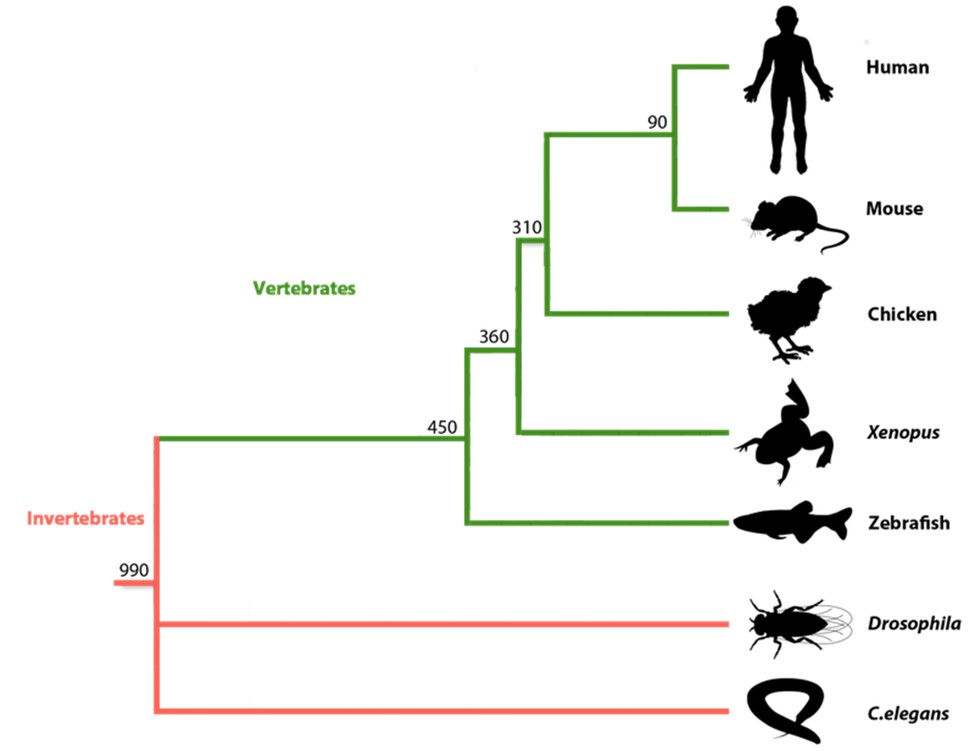 Human
90
Mouse
310
Vertebrates
Chicken
360
450
Xenopus
Invertebrates
Zebrafish
990
Drosophila
C.elegans